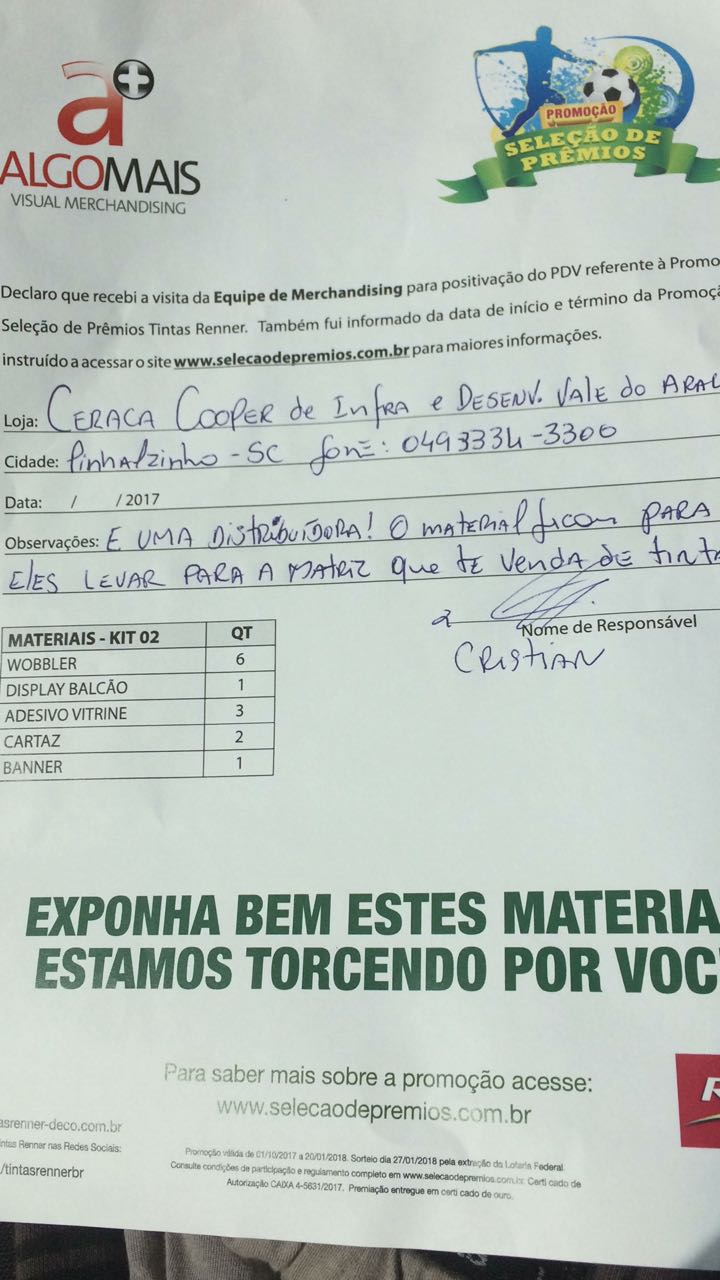 a+
ALGOMAIS
VISUAL MERCHANDISING
PROMOÇÃO
SELEÇÃO DE
PRÊMIOS
Declaro que recebi a visita da Equipe de Merchandising para positivação do PDV referente à Promo
Seleção de Prêmios Tintas Renner. Também fui informado da data de início e término da Promoçã
instruído a acessar o site www.selecaodepremios.com.br para maiores informações.
Loja: CERACA COOPER de INFRA e DESENV. VALE do ARA
Cidade: PinhAlzinho - SC fonE: 049 3334-3300
Data: / / 2017
Observações: E UMA DISTRIBUIDORA! O MATERIAL ficou PARA
ELES LEVAR PARA A MATRIZ que TE VENDA DE tint
Nome de Responsável
CRISTIAN
MATERIAIS - KIT 02 QT
WOBBLER 6
DISPLAY BALCÃO 1
ADESIVO VITRINE 3
CARTAZ 2
BANNER 1
EXPONHA BEM ESTES MATERIA
ESTAMOS TORCENDO POR VOC
Para saber mais sobre a promoção acesse:
www.selecaodepremios.com.br
asrenner-deco.com.br
intas Renner nas Redes Sociais:
/tintasrennerbr
Promoção válida de 01/10/2017 a 20/01/2018. Sorteio dia 27/01/2018 pela extração da Loteria Federal.
Consulte condições de participação e regulamento completo em www.selecaodepremios.com.br. Certi cado de
Autorização CAIXA 4-5631/2017. Premiação entregue em certi cado de ouro.
R